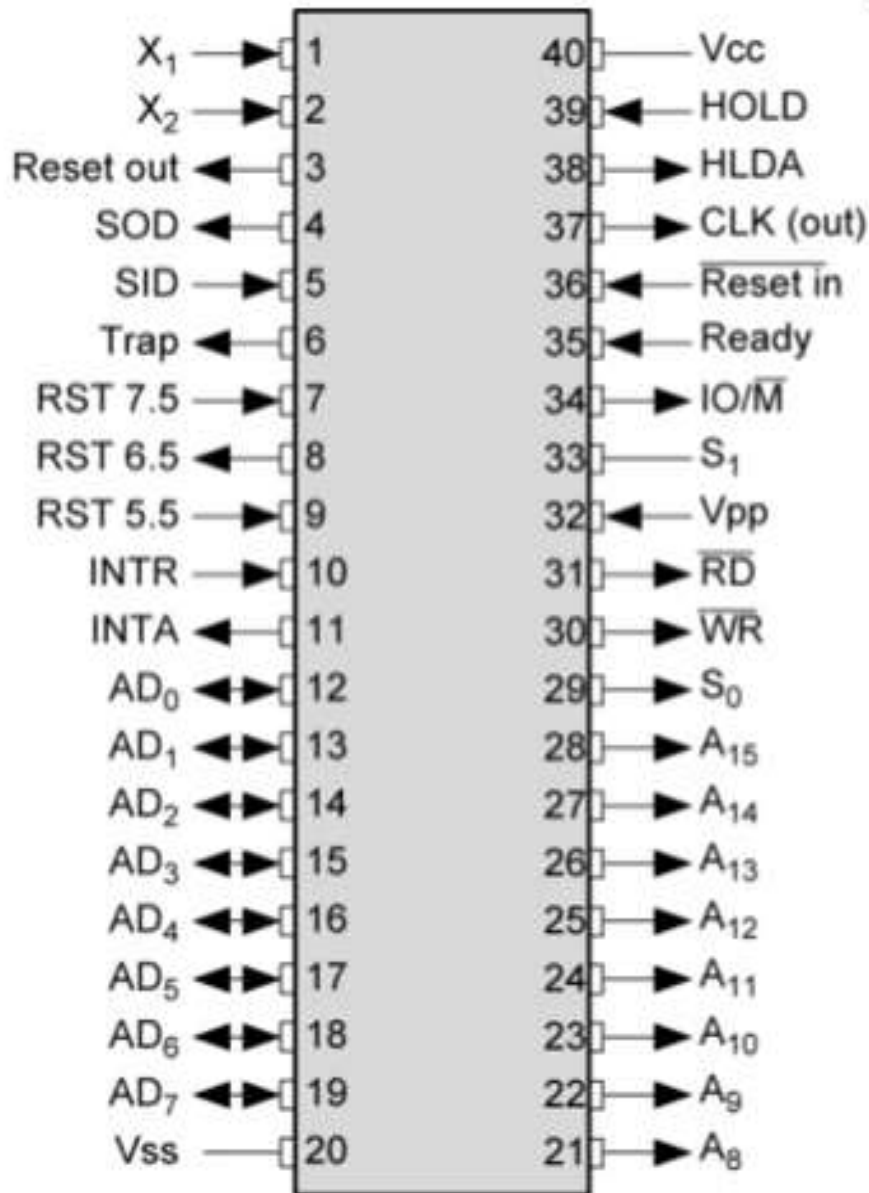 X₁ 1 40 Vcc
X₂ 2 39 HOLD
Reset out 3 38 HLDA
SOD 4 37 CLK (out)
SID 5 36 R̅e̅s̅e̅t̅ ̅i̅n̅
Trap 6 35 Ready
RST 7.5 7 34 IO/M̅
RST 6.5 8 33 S₁
RST 5.5 9 32 Vpp
INTR 10 31 R̅D̅
INTA 11 30 W̅R̅
AD₀ 12 29 S₀
AD₁ 13 28 A₁₅
AD₂ 14 27 A₁₄
AD₃ 15 26 A₁₃
AD₄ 16 25 A₁₂
AD₅ 17 24 A₁₁
AD₆ 18 23 A₁₀
AD₇ 19 22 A₉
Vss 20 21 A₈